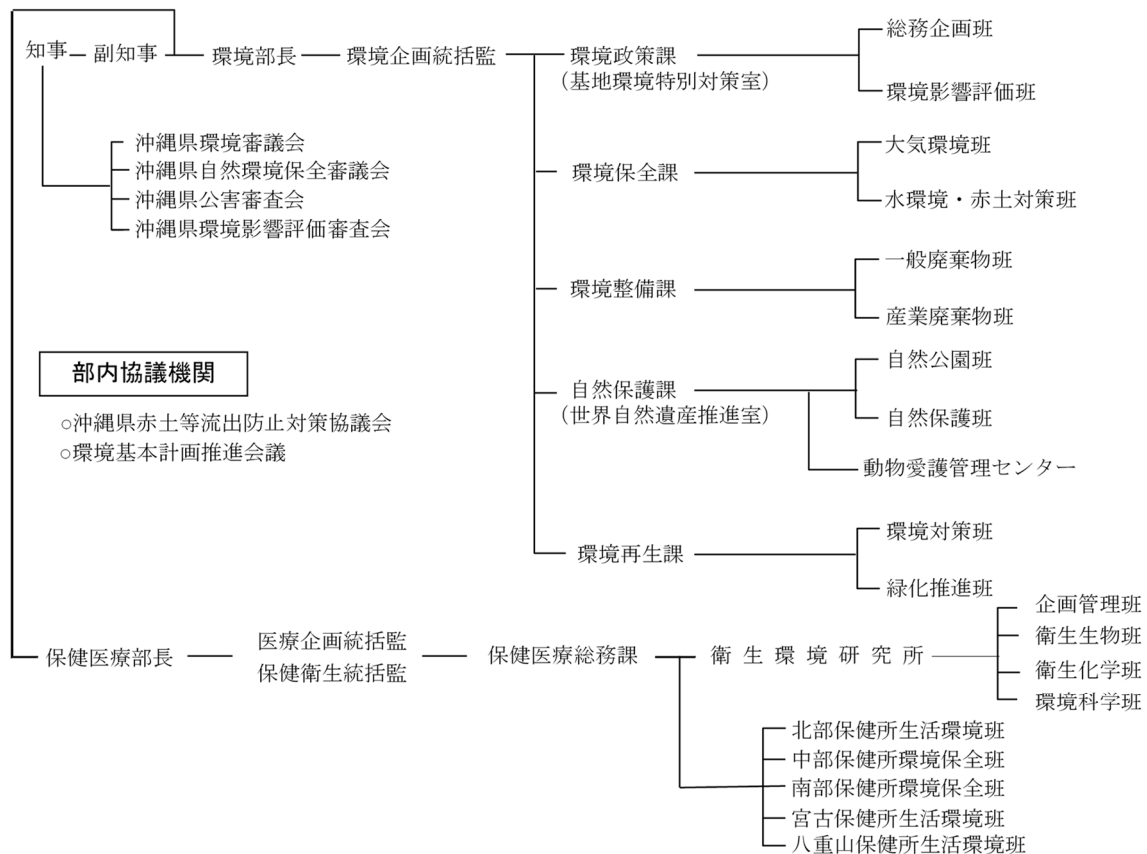 知事
副知事
環境部長
環境企画統括監
環境政策課
（基地環境特別対策室）
総務企画班
環境影響評価班
沖縄県環境審議会
沖縄県自然環境保全審議会
沖縄県公害審査会
沖縄県環境影響評価審査会
環境保全課
大気環境班
水環境・赤土対策班
環境整備課
一般廃棄物班
産業廃棄物班
部内協議機関
○沖縄県赤土等流出防止対策協議会
○環境基本計画推進会議
自然保護課
（世界自然遺産推進室）
自然公園班
自然保護班
動物愛護管理センター
環境再生課
環境対策班
緑化推進班
保健医療部長
医療企画統括監
保健衛生統括監
保健医療総務課
衛生環境研究所
企画管理班
衛生生物班
衛生化学班
環境科学班
北部保健所生活環境班
中部保健所環境保全班
南部保健所環境保全班
宮古保健所生活環境班
八重山保健所生活環境班